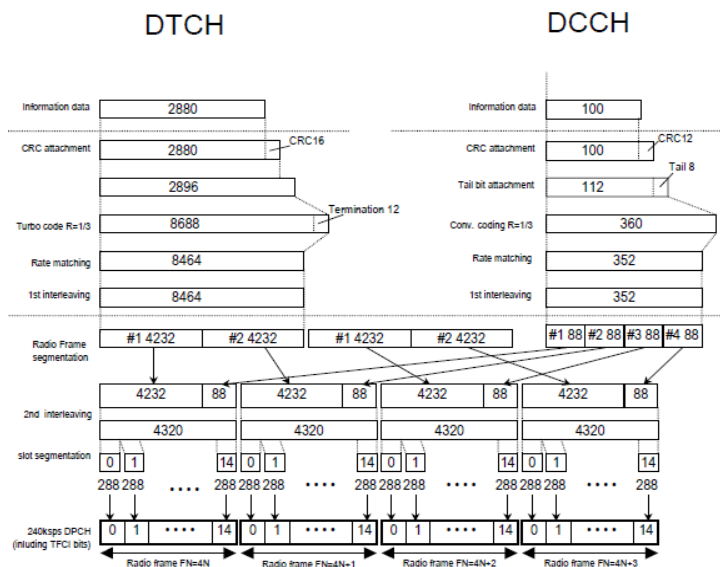 DTCH DCCH
Information data 2880 Information data 100
CRC16 CRC12
CRC attachment 2880 CRC attachment 100
Tail 8
2896 Tail bit attachment 112
Termination 12
Turbo code R=1/3 8688 Conv. coding R=1/3 360
Rate matching 8464 Rate matching 352
1st interleaving 8464 1st interleaving 352
Radio Frame segmentation #1 4232 #2 4232 #1 4232 #2 4232 #1 88 #2 88 #3 88 #4 88
4232 88 4232 88 4232 88 4232 88
2nd interleaving
4320 4320 4320 4320
slot segmentation 0 1 14 0 1 14 0 1 14 0 1 14
288 288 •••• 288 288 288 •••• 288 288 288 •••• 288 288 288 •••• 288
240ksps DPCH 0 1 •••• 14 0 1 •••• 14 0 1 •••• 14 0 1 •••• 14
(inluding TFCI bits)
Radio frame FN=4N Radio frame FN=4N+1 Radio frame FN=4N+2 Radio frame FN=4N+3